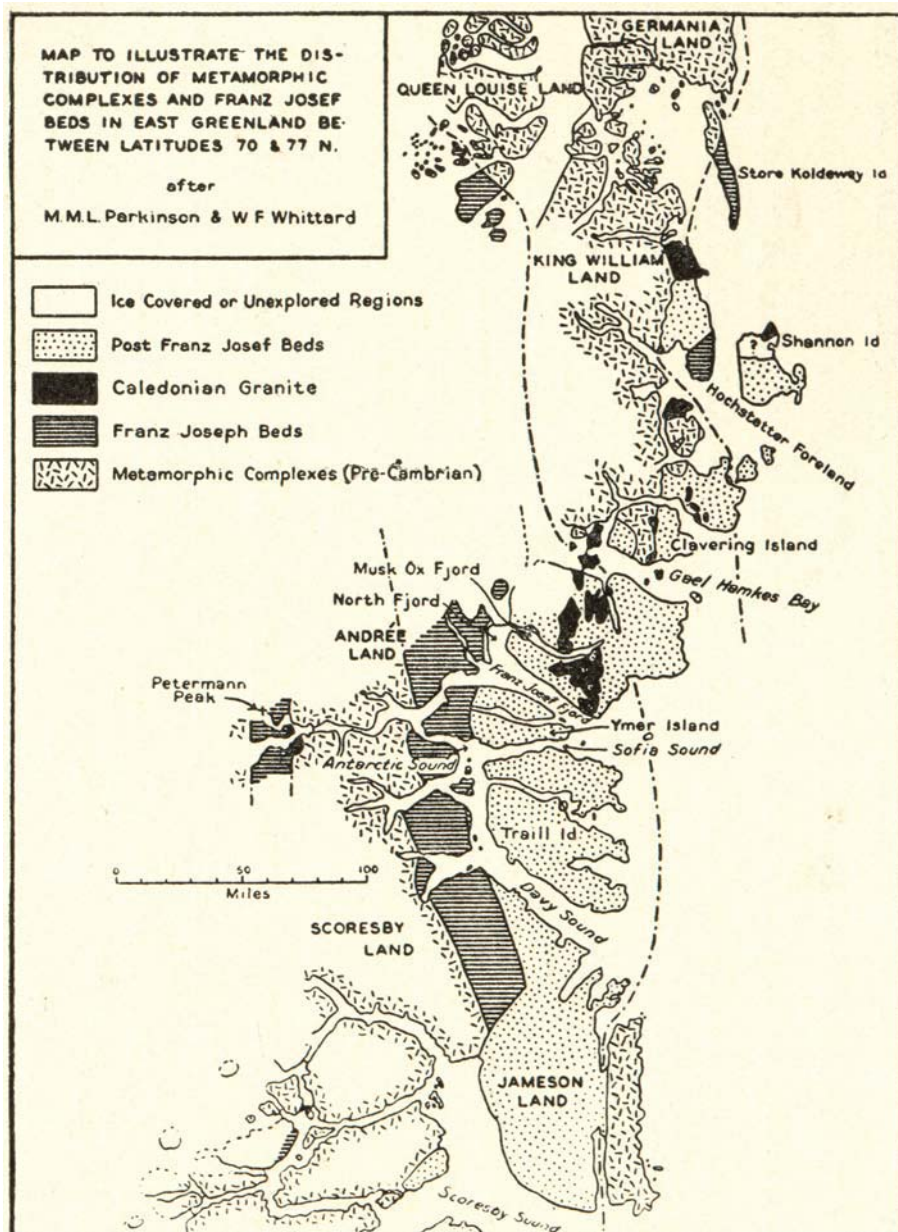 MAP TO ILLUSTRATE THE DIS-
TRIBUTION OF METAMORPHIC
COMPLEXES AND FRANZ JOSEF
BEDS IN EAST GREENLAND BE-
TWEEN LATITUDES 70 & 77 N.
after
M.M.L. Parkinson & W F Whittard
Ice Covered or Unexplored Regions
Post Franz Josef Beds
Caledonian Granite
Franz Joseph Beds
Metamorphic Complexes (Pre-Cambrian)
GERMANIA
LAND
QUEEN LOUISE LAND
Store Koldewey Id
KING WILLIAM
LAND
?
Shannon Id
Hochstetter Foreland
Clavering Island
Gael Hamkes Bay
Musk Ox Fjord
North Fjord
ANDRÉE
LAND
Franz Josef Fjord
Petermann
Peak
Ymer Island
Sofia Sound
Antarctic Sound
Traill Id
0 50 100
Miles
Davy Sound
SCORESBY
LAND
JAMESON
LAND
Scoresby Sound